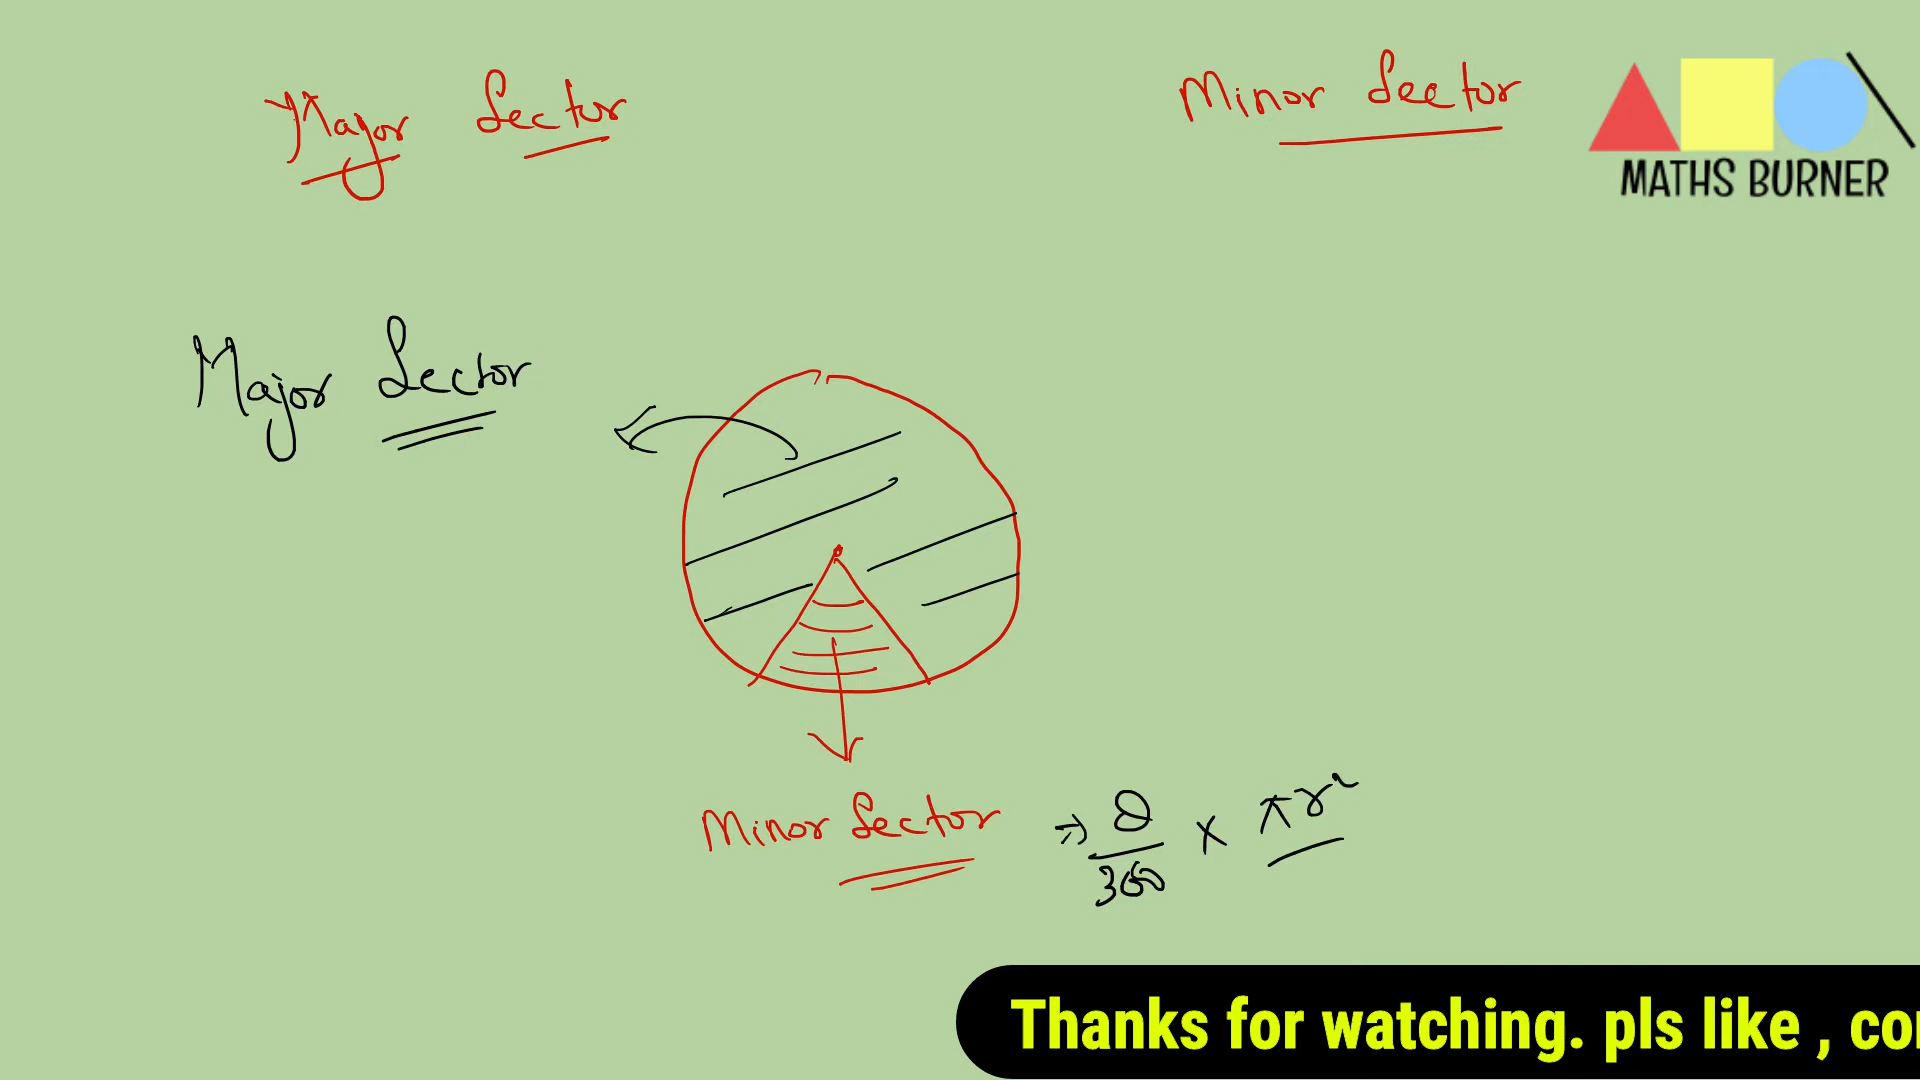 Major Sector
Minor Sector
MATHS BURNER
Major Sector
Minor Sector ⇒ θ/360 × πr²
Thanks for watching. pls like , co